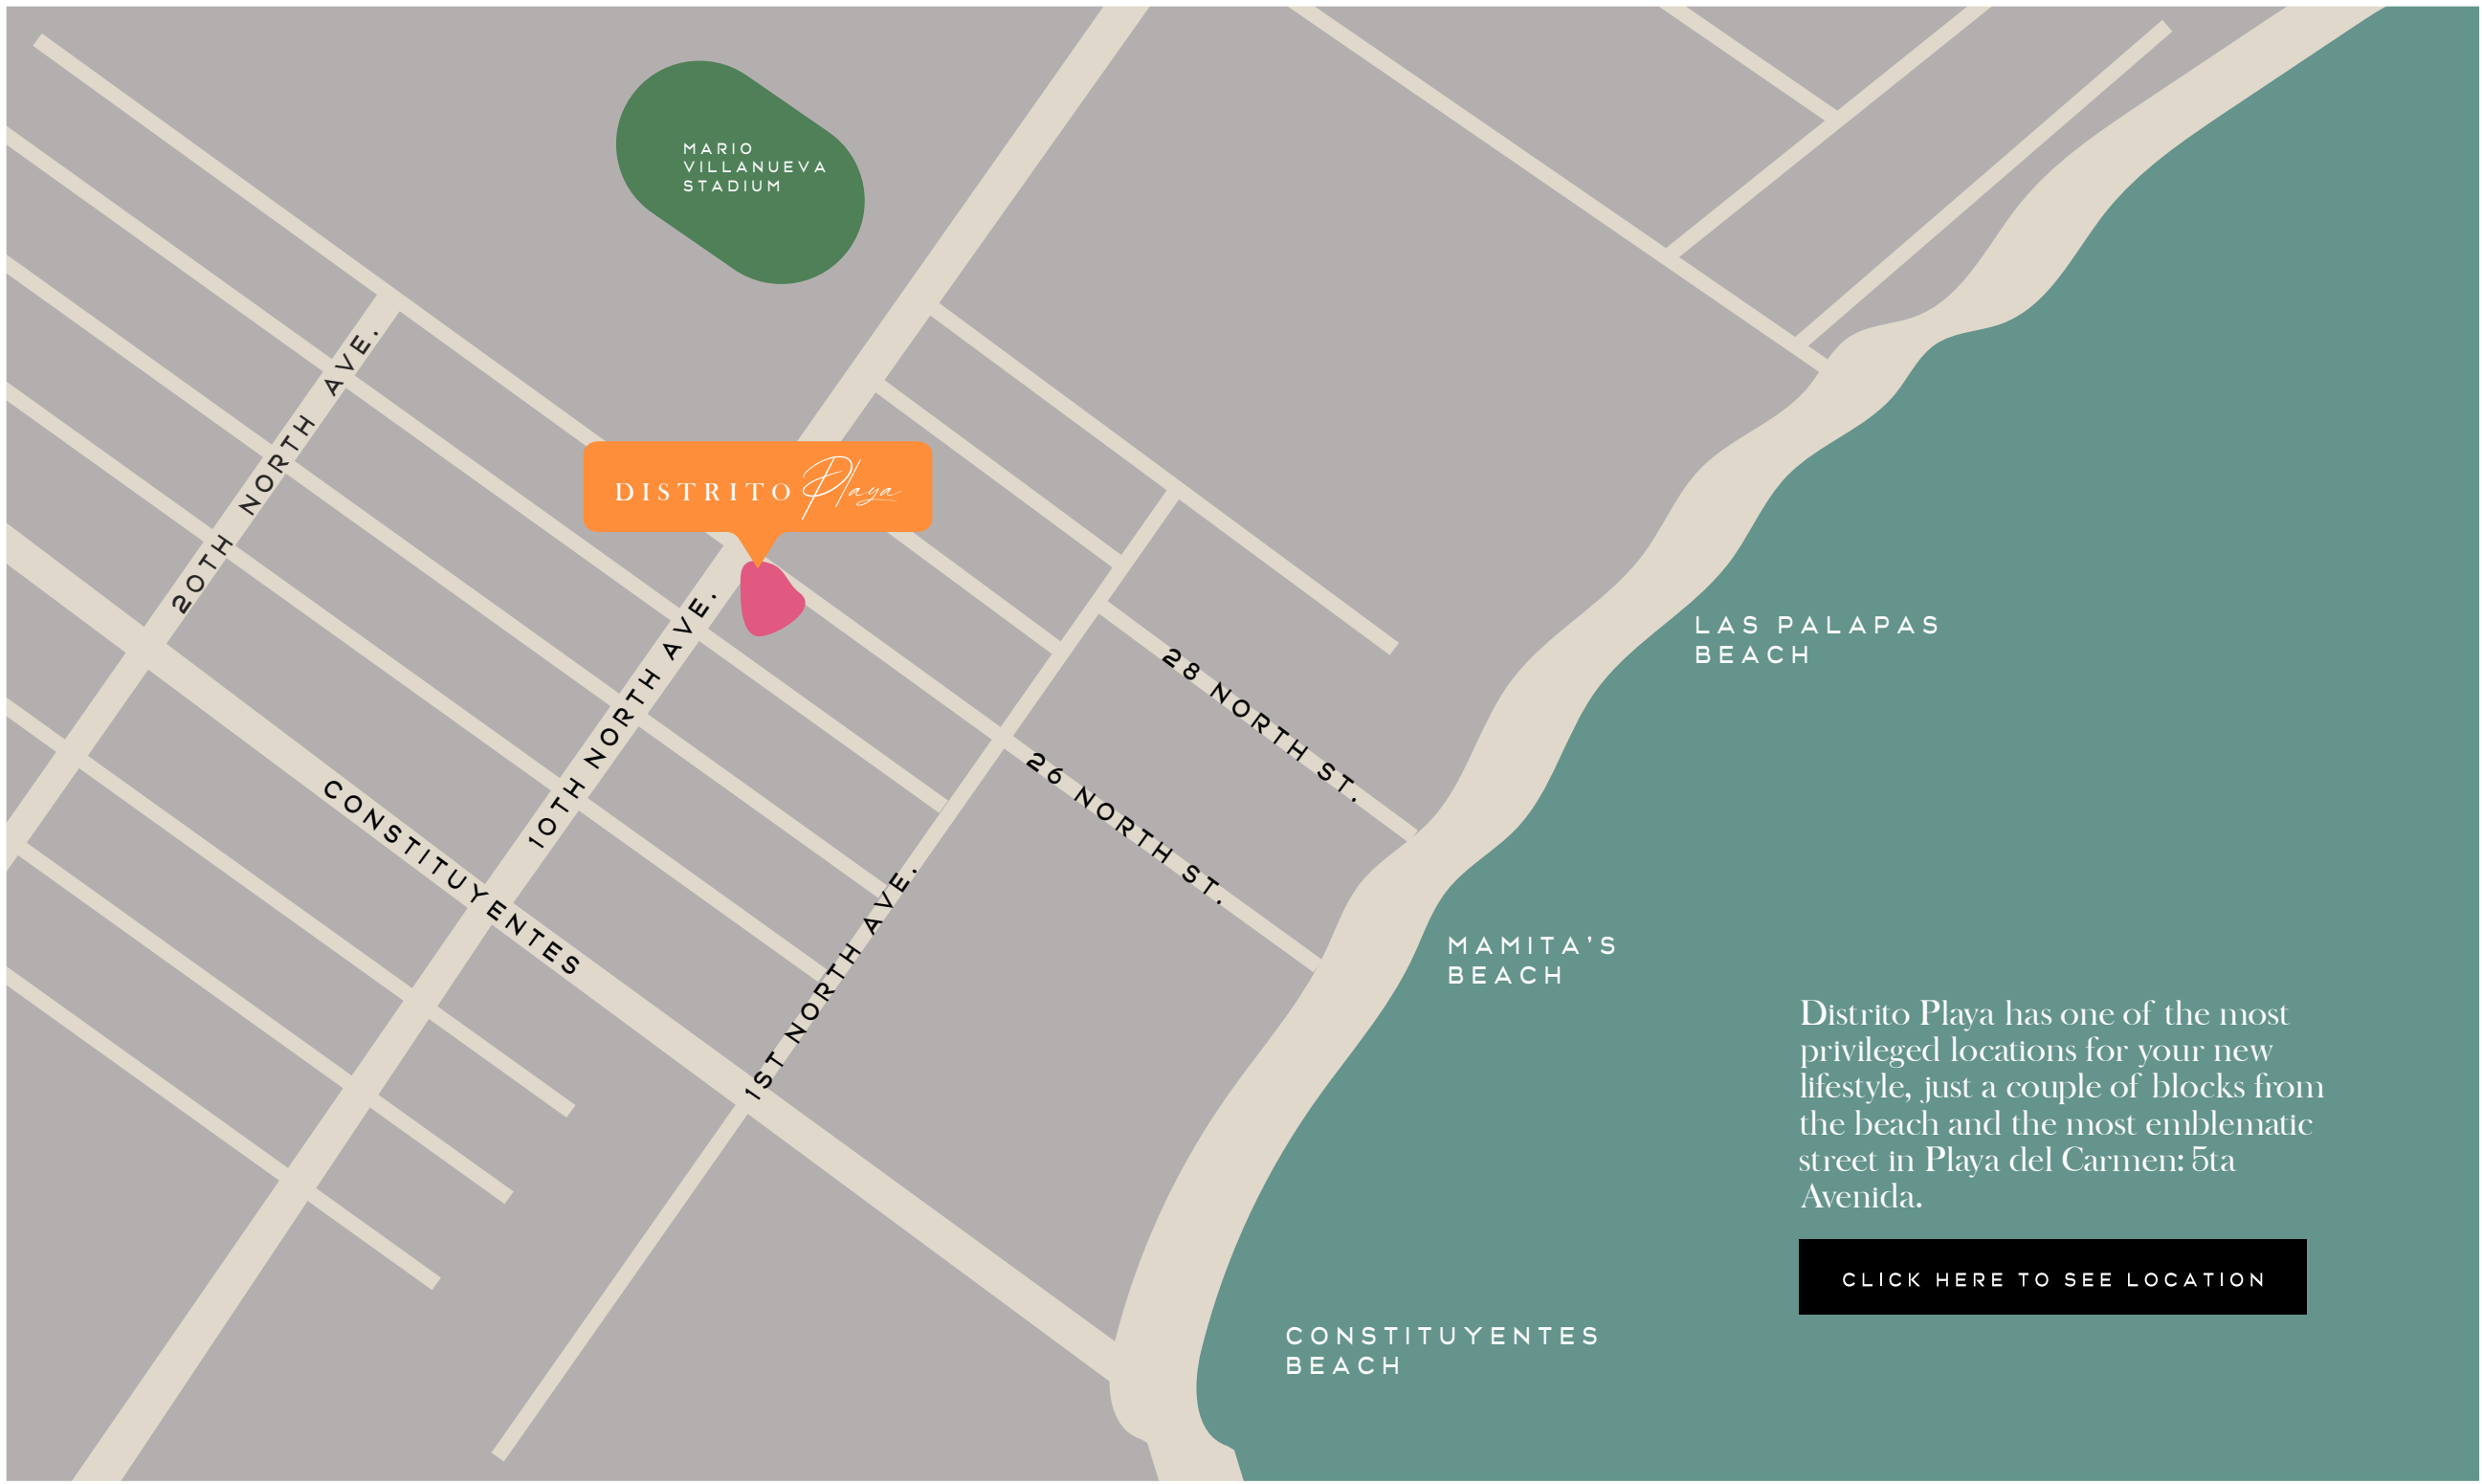 MARIO
VILLANUEVA
STADIUM
20TH NORTH AVE.
DISTRITO Playa
10TH NORTH AVE.
LAS PALAPAS
BEACH
28 NORTH ST.
26 NORTH ST.
CONSTITUYENTES
1ST NORTH AVE.
MAMITA'S
BEACH
Distrito Playa has one of the most
privileged locations for your new
lifestyle, just a couple of blocks from
the beach and the most emblematic
street in Playa del Carmen: 5ta
Avenida.
CLICK HERE TO SEE LOCATION
CONSTITUYENTES
BEACH